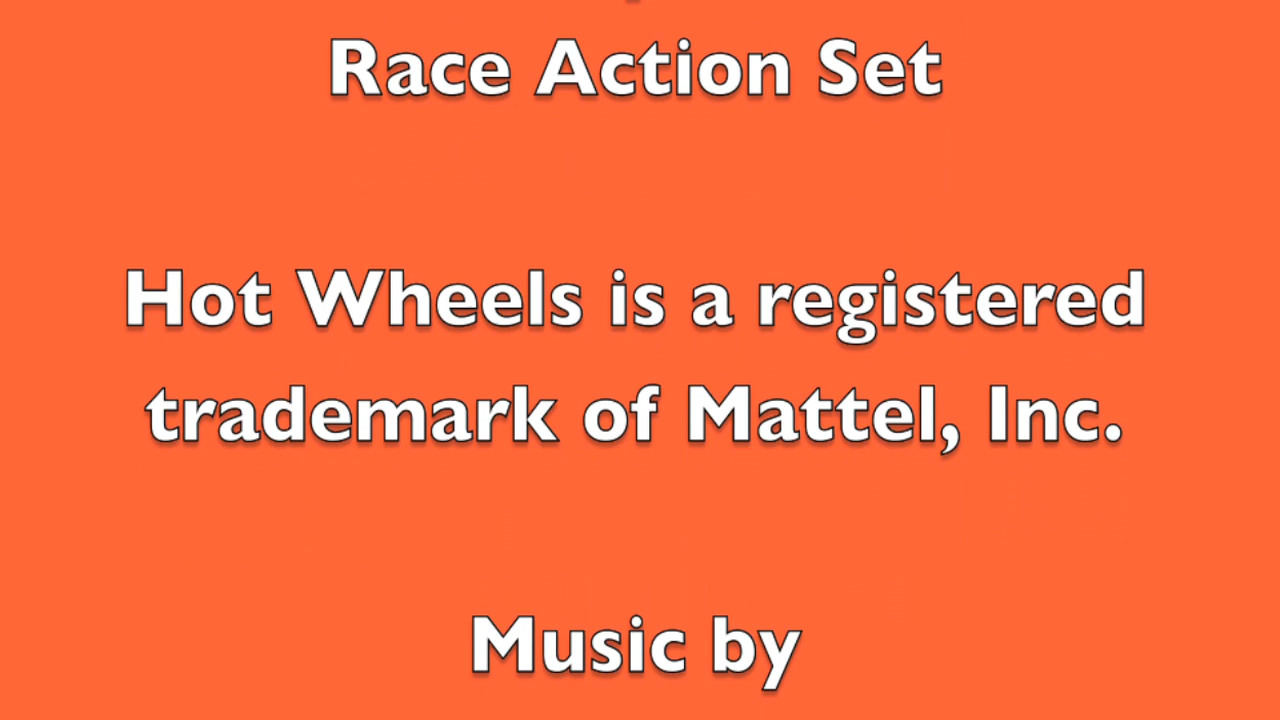 Race Action Set
Hot Wheels is a registered
trademark of Mattel, Inc.
Music by